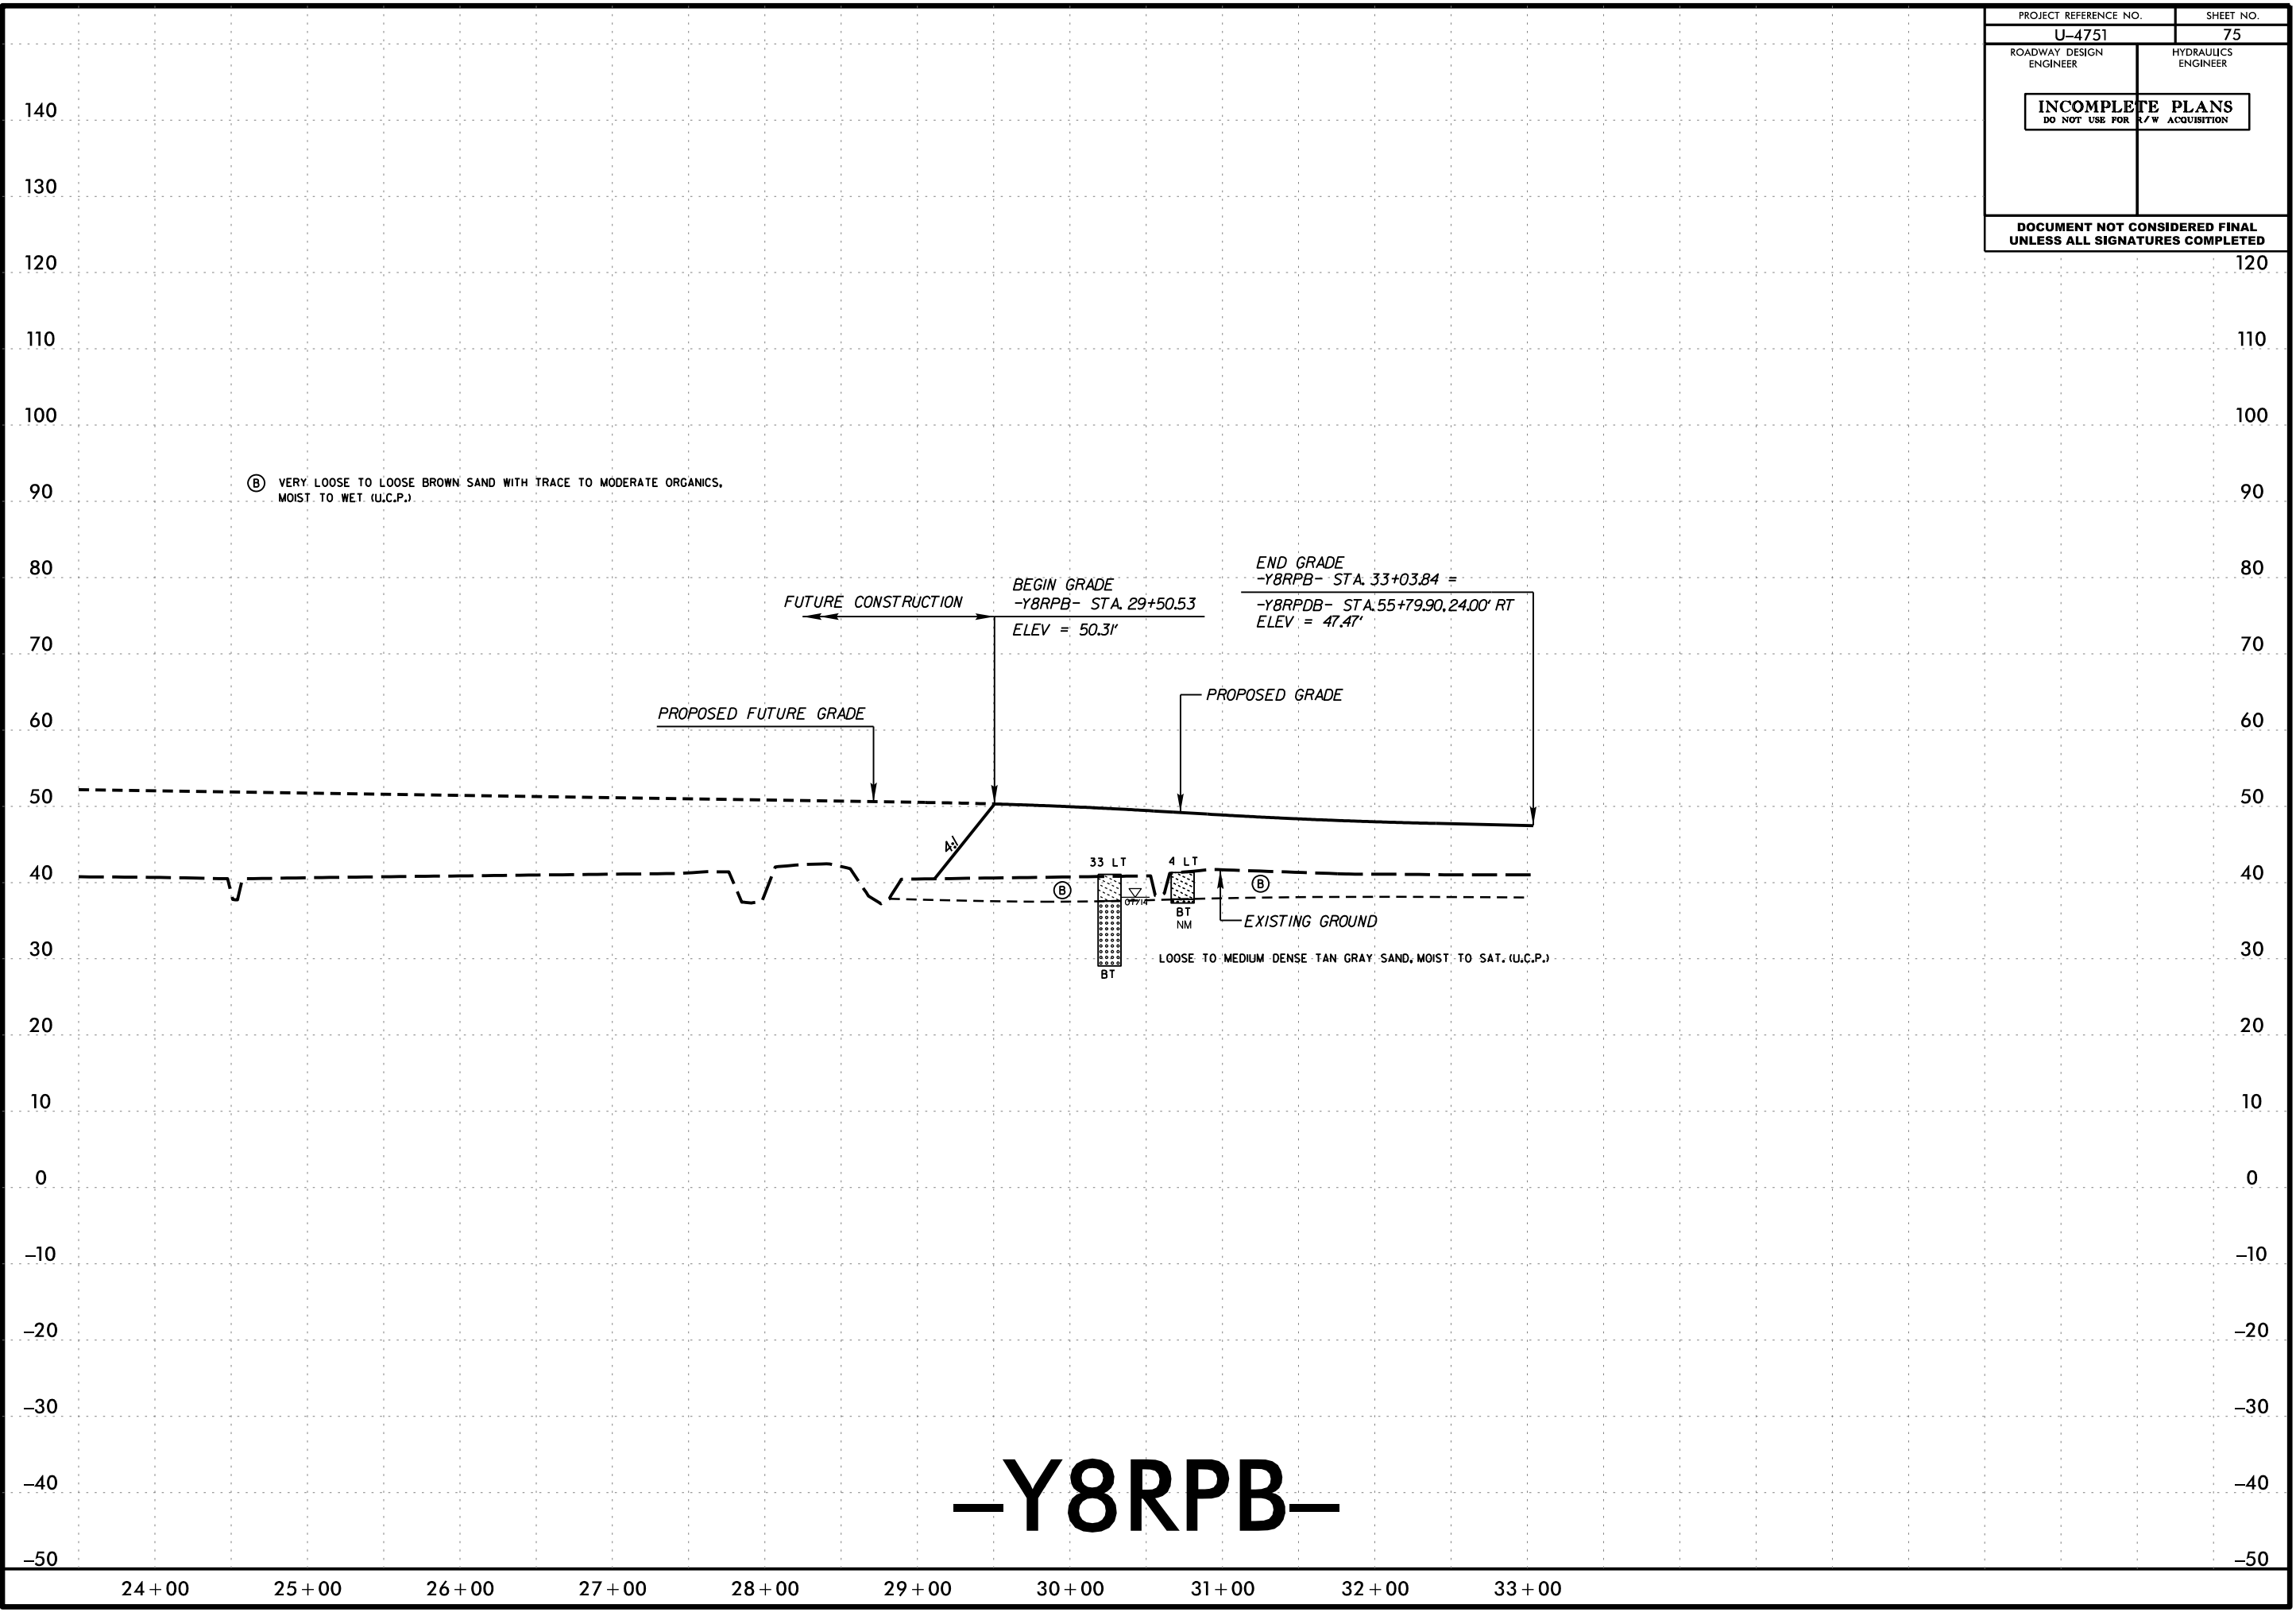 PROJECT REFERENCE NO. SHEET NO.
U–4751 75
ROADWAY DESIGN
ENGINEER
HYDRAULICS
ENGINEER
INCOMPLETE PLANS
DO NOT USE FOR R/W ACQUISITION
DOCUMENT NOT CONSIDERED FINAL
UNLESS ALL SIGNATURES COMPLETED
140
130
120 120
110 110
100 100
90 90
Ⓑ VERY LOOSE TO LOOSE BROWN SAND WITH TRACE TO MODERATE ORGANICS,
MOIST TO WET (U.C.P.)
80 80
END GRADE
-Y8RPB- STA. 33+03.84 =
-Y8RPDB- STA.55+79.90, 24.00' RT
ELEV = 47.47'
BEGIN GRADE
-Y8RPB- STA. 29+50.53
ELEV = 50.31'
FUTURE CONSTRUCTION
70 70
PROPOSED GRADE
PROPOSED FUTURE GRADE
60 60
50 50
4:1
33 LT
4 LT
40 40
Ⓑ
Ⓑ
07/14
BT
NM
EXISTING GROUND
30 30
LOOSE TO MEDIUM DENSE TAN GRAY SAND, MOIST TO SAT. (U.C.P.)
BT
20 20
10 10
0 0
–10 –10
–20 –20
–30 –30
–40 –40
–Y8RPB–
–50 –50
24+00 25+00 26+00 27+00 28+00 29+00 30+00 31+00 32+00 33+00